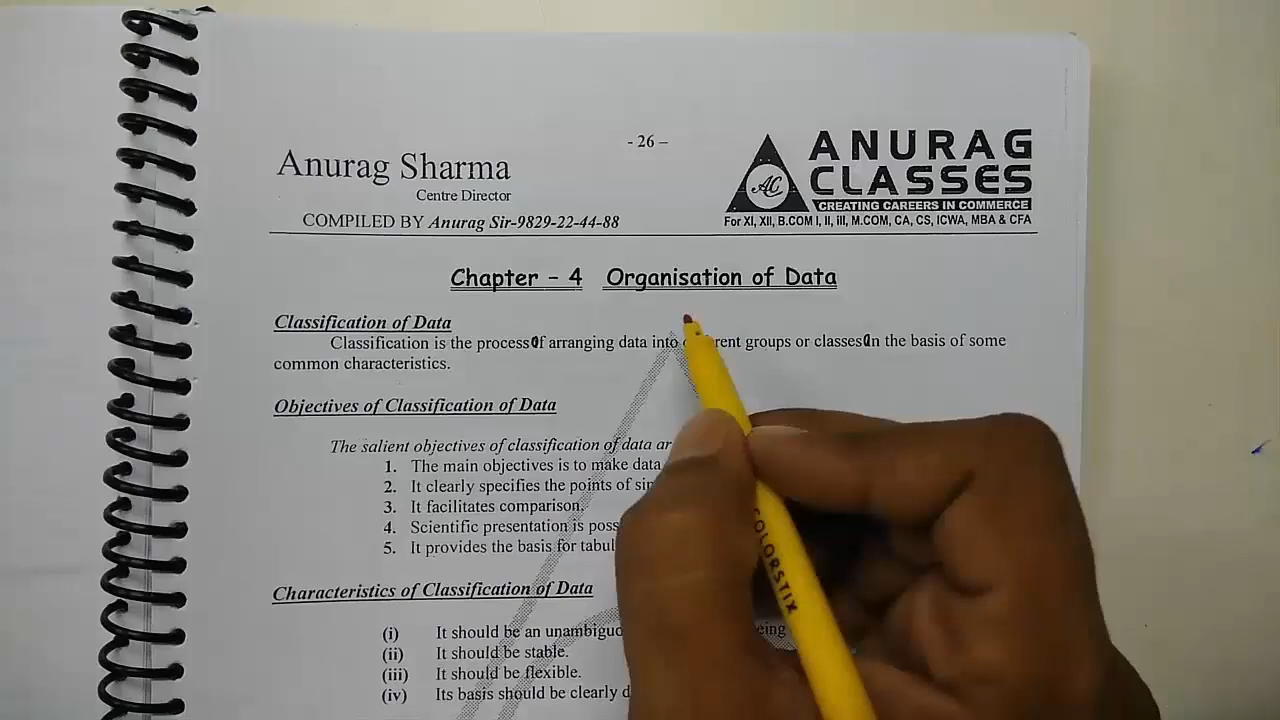 - 26 –
Anurag Sharma
Centre Director
COMPILED BY Anurag Sir-9829-22-44-88
ANURAG
CLASSES
AC
CREATING CAREERS IN COMMERCE
For XI, XII, B.COM I, II, III, M.COM, CA, CS, ICWA, MBA & CFA
Chapter – 4 Organisation of Data
Classification of Data
Classification is the process of arranging data into groups or classes on the basis of some
common characteristics.
Objectives of Classification of Data
The salient objectives of classification of data
1. The main objectives is to make data
2. It clearly specifies the points of
3. It facilitates comparison.
4. Scientific presentation is
5. It provides the basis for
Characteristics of Classification of Data
(i) It should be an
(ii) It should be stable.
(iii) It should be flexible.
(iv) Its basis should be clearly
COLORSTIX